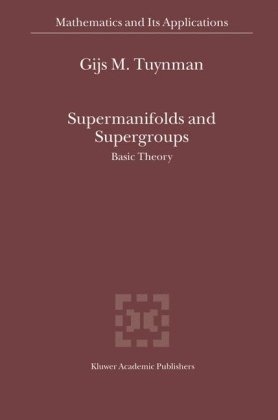 Mathematics and Its Applications
Gijs M. Tuynman
Supermanifolds and
Supergroups
Basic Theory
Kluwer Academic Publishers